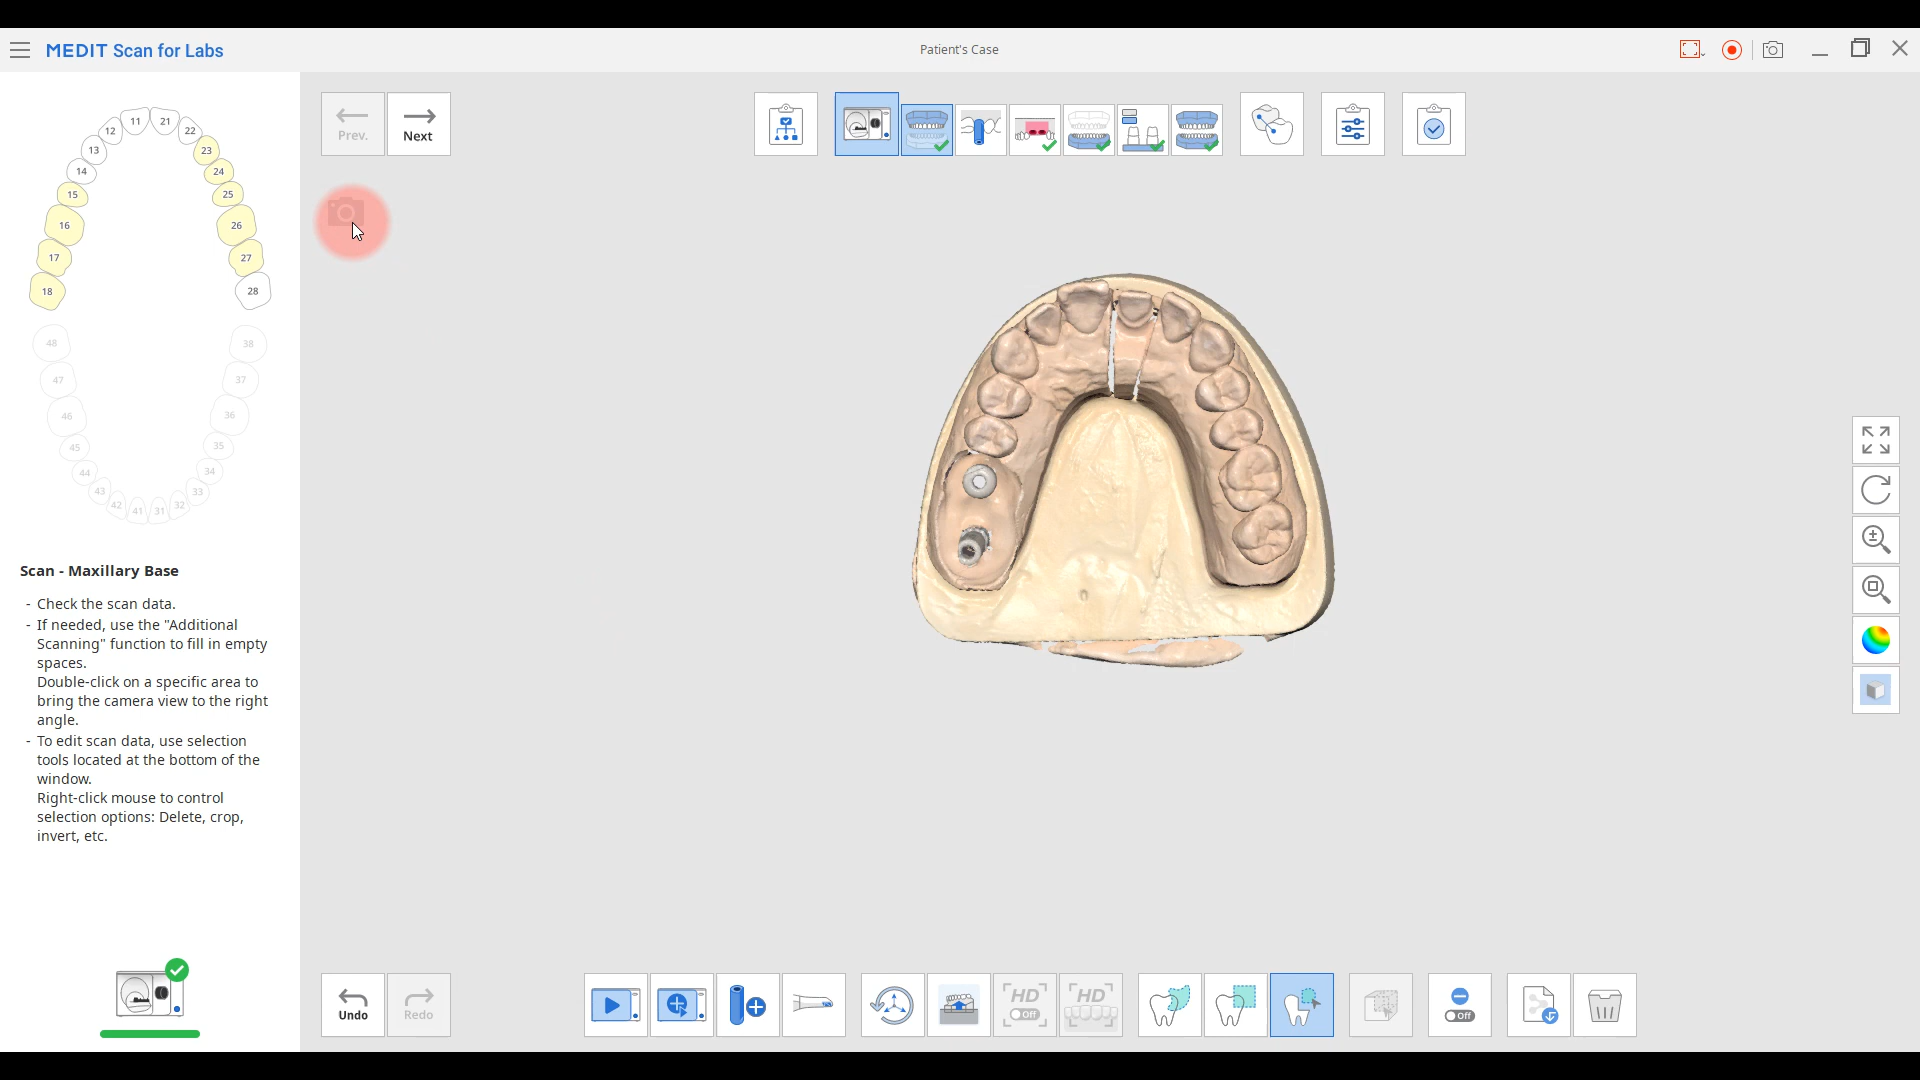 MEDIT Scan for Labs
Patient's Case
Prev.
Next
11 21
12 22
13 23
14 24
15 25
16 26
17 27
18 28
48 38
47 37
46 36
45 35
44 34
43 33
42 41 31 32
Scan - Maxillary Base
- Check the scan data.
- If needed, use the "Additional
Scanning" function to fill in empty
spaces.
Double-click on a specific area to
bring the camera view to the right
angle.
- To edit scan data, use selection
tools located at the bottom of the
window.
Right-click mouse to control
selection options: Delete, crop,
invert, etc.
Undo
Redo
HD
Off
HD
Off